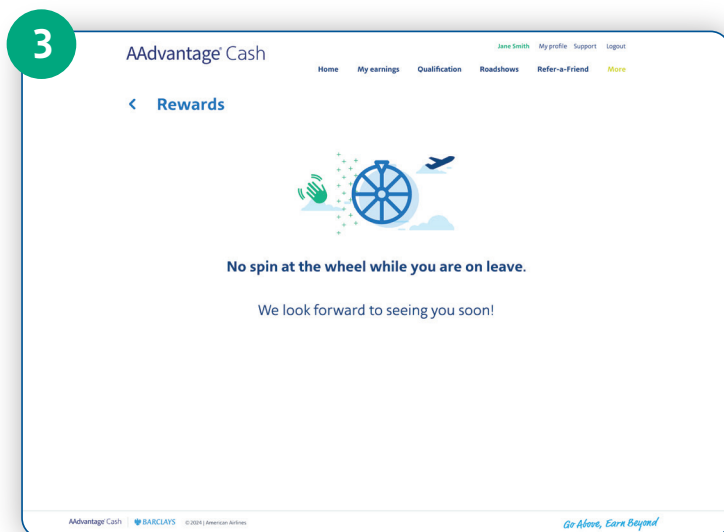 3
AAdvantage® Cash
Jane Smith My profile Support Logout
Home My earnings Qualification Roadshows Refer-a-Friend More
< Rewards
No spin at the wheel while you are on leave.
We look forward to seeing you soon!
AAdvantage® Cash | BARCLAYS ©2024 | American Airlines
Go Above, Earn Beyond